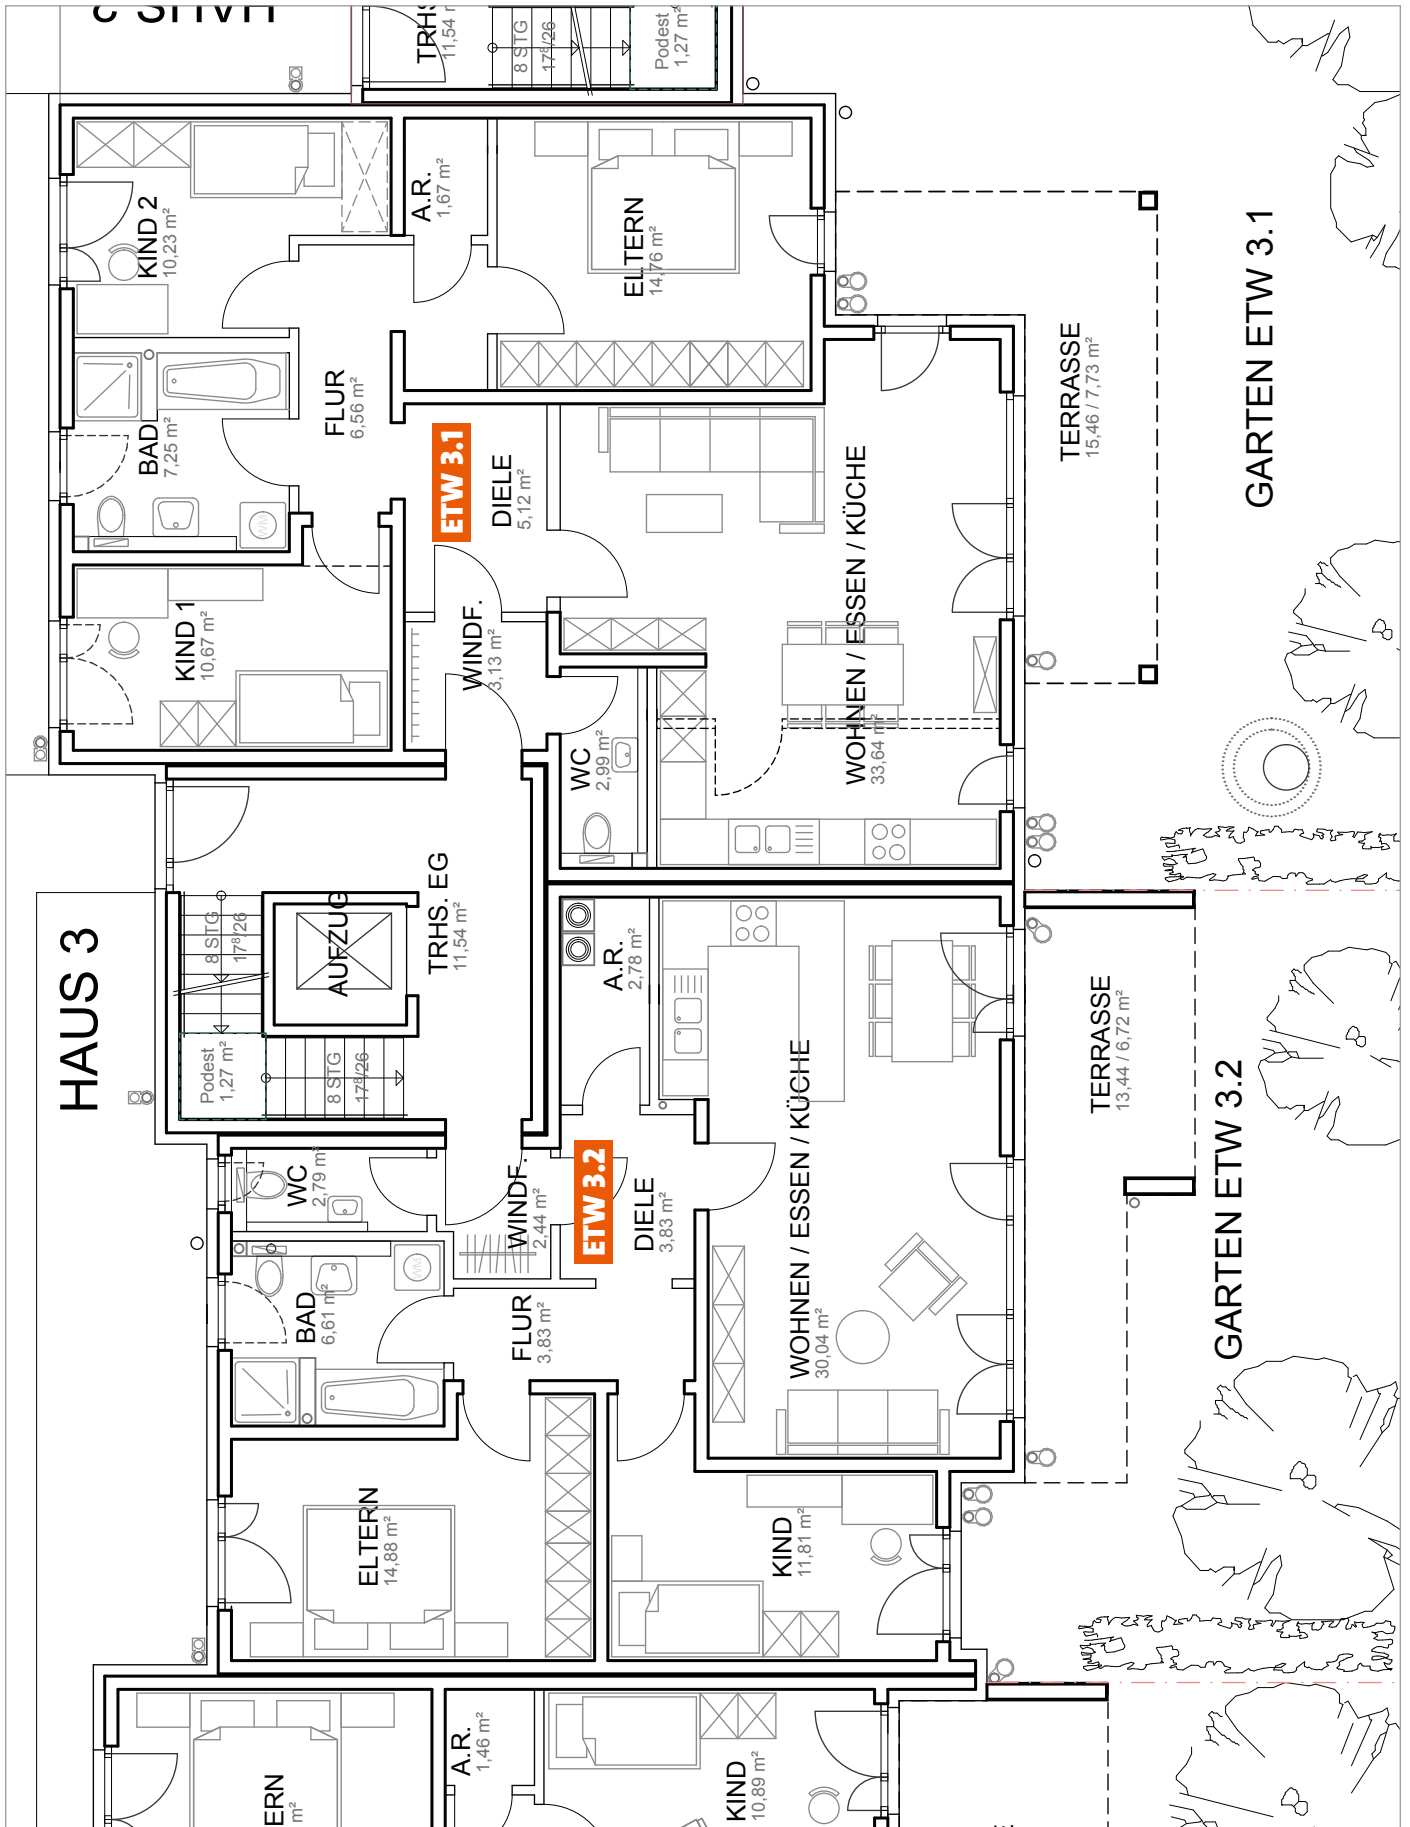 HAUS 3
TRHS
11,54
8 STG
17⁸/26
Podest
1,27 m²
KIND 2
10,23 m²
A.R.
1,67 m²
ELTERN
14,76 m²
FLUR
6,56 m²
BAD
7,25 m²
WM
ETW 3.1
DIELE
5,12 m²
WOHNEN / ESSEN / KÜCHE
33,64 m²
TERRASSE
15,46 / 7,73 m²
GARTEN ETW 3.1
KIND 1
10,67 m²
WINDF.
3,13 m²
WC
2,99 m²
TRHS. EG
11,54 m²
AUFZUG
8 STG
17⁸/26
Podest
1,27 m²
8 STG
17⁸/26
A.R.
2,78 m²
WOHNEN / ESSEN / KÜCHE
30,04 m²
TERRASSE
13,44 / 6,72 m²
GARTEN ETW 3.2
WC
2,79 m²
WINDF.
2,44 m²
ETW 3.2
DIELE
3,83 m²
BAD
6,61 m²
WM
FLUR
3,83 m²
ELTERN
14,88 m²
KIND
11,81 m²
A.R.
1,46 m²
KIND
10,89 m²
ERN
m²